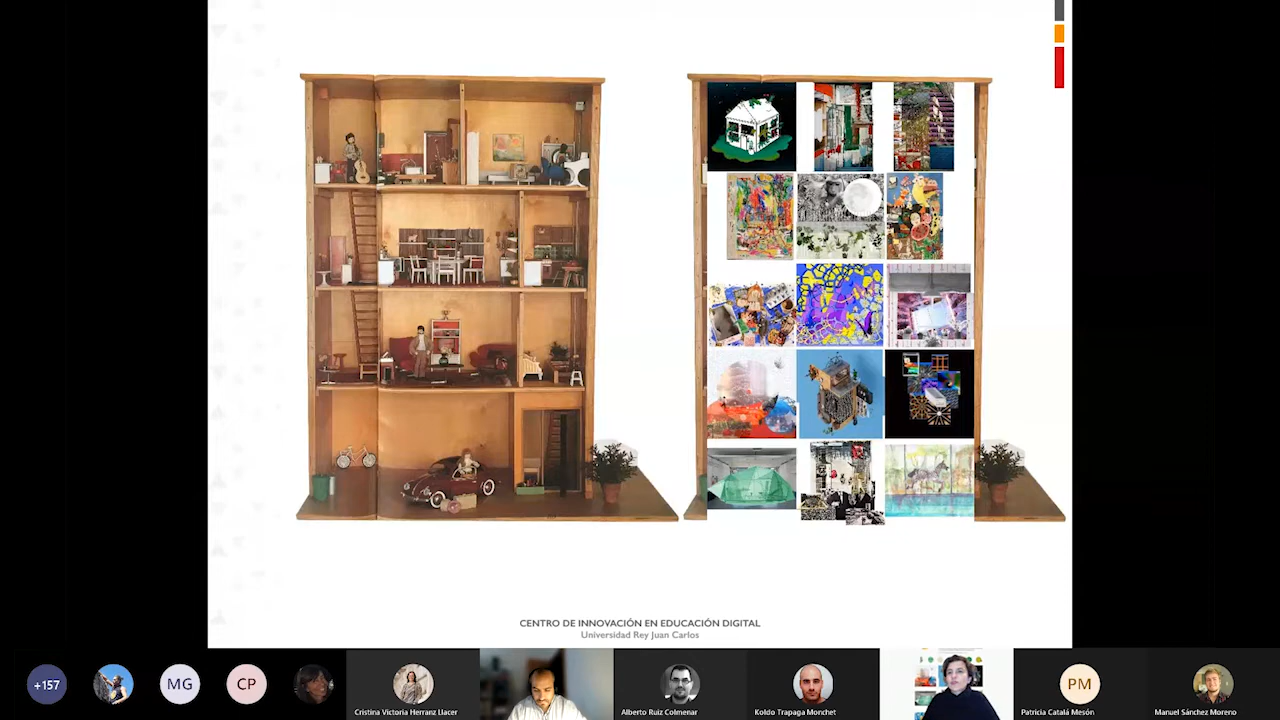 CENTRO DE INNOVACIÓN EN EDUCACIÓN DIGITAL
Universidad Rey Juan Carlos
+157
MG
CP
Cristina Victoria Herranz Llacer
Alberto Ruiz Colmenar
Koldo Trapaga Monchet
PM
Patricia Catalá Mesón
Manuel Sánchez Moreno